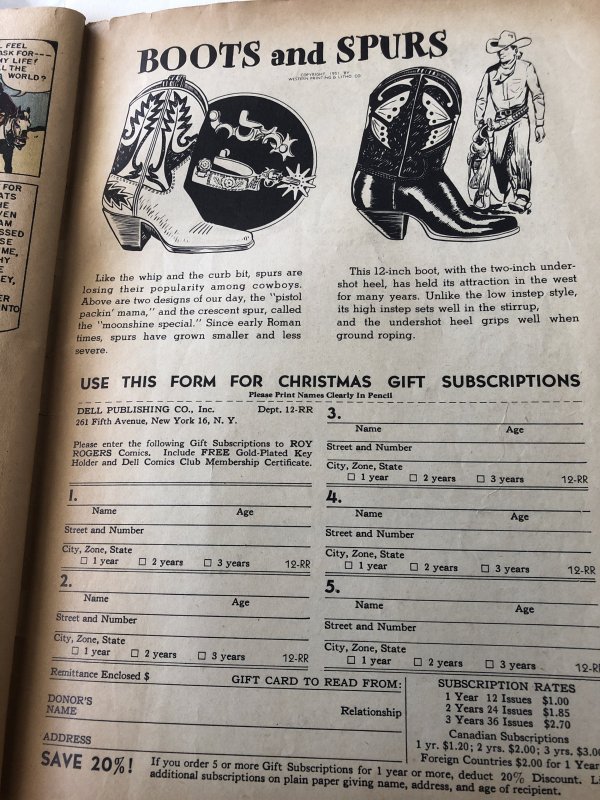 L FEEL
ASK FOR---
MY LIFE!
LL THE
WORLD?
FOR
ATS
HE
VEN
AM
SSED
SE
ME,
HY
EY,
ER
NTO
BOOTS and SPURS
COPYRIGHT, 1951, BY
WESTERN PRINTING & LITHO. CO.
Like the whip and the curb bit, spurs are
losing their popularity among cowboys.
Above are two designs of our day, the "pistol
packin' mama," and the crescent spur, called
the "moonshine special." Since early Roman
times, spurs have grown smaller and less
severe.
This 12-inch boot, with the two-inch under-
shot heel, has held its attraction in the west
for many years. Unlike the low instep style,
its high instep sets well in the stirrup,
and the undershot heel grips well when
ground roping.
USE THIS FORM FOR CHRISTMAS GIFT SUBSCRIPTIONS
Please Print Names Clearly In Pencil
DELL PUBLISHING CO., Inc. Dept. 12-RR
261 Fifth Avenue, New York 16, N. Y.
Please enter the following Gift Subscriptions to ROY
ROGERS Comics. Include FREE Gold-Plated Key
Holder and Dell Comics Club Membership Certificate.
1.
Name Age
Street and Number
City, Zone, State
1 year 2 years 3 years 12-RR
2.
Name Age
Street and Number
City, Zone, State
1 year 2 years 3 years 12-RR
3.
Name Age
Street and Number
City, Zone, State
1 year 2 years 3 years 12-RR
4.
Name Age
Street and Number
City, Zone, State
1 year 2 years 3 years 12-RR
5.
Name Age
Street and Number
City, Zone, State
1 year 2 years 3 years 12-R
Remittance Enclosed $ GIFT CARD TO READ FROM:
DONOR'S
NAME Relationship
ADDRESS
SUBSCRIPTION RATES
1 Year 12 Issues $1.00
2 Years 24 Issues $1.85
3 Years 36 Issues $2.70
Canadian Subscriptions
1 yr. $1.20; 2 yrs. $2.00; 3 yrs. $3.00
Foreign Countries $2.00 for 1 Year
SAVE 20%! If you order 5 or more Gift Subscriptions for 1 year or more, deduct 20% Discount. Li
additional subscriptions on plain paper giving name, address, and age of recipient.